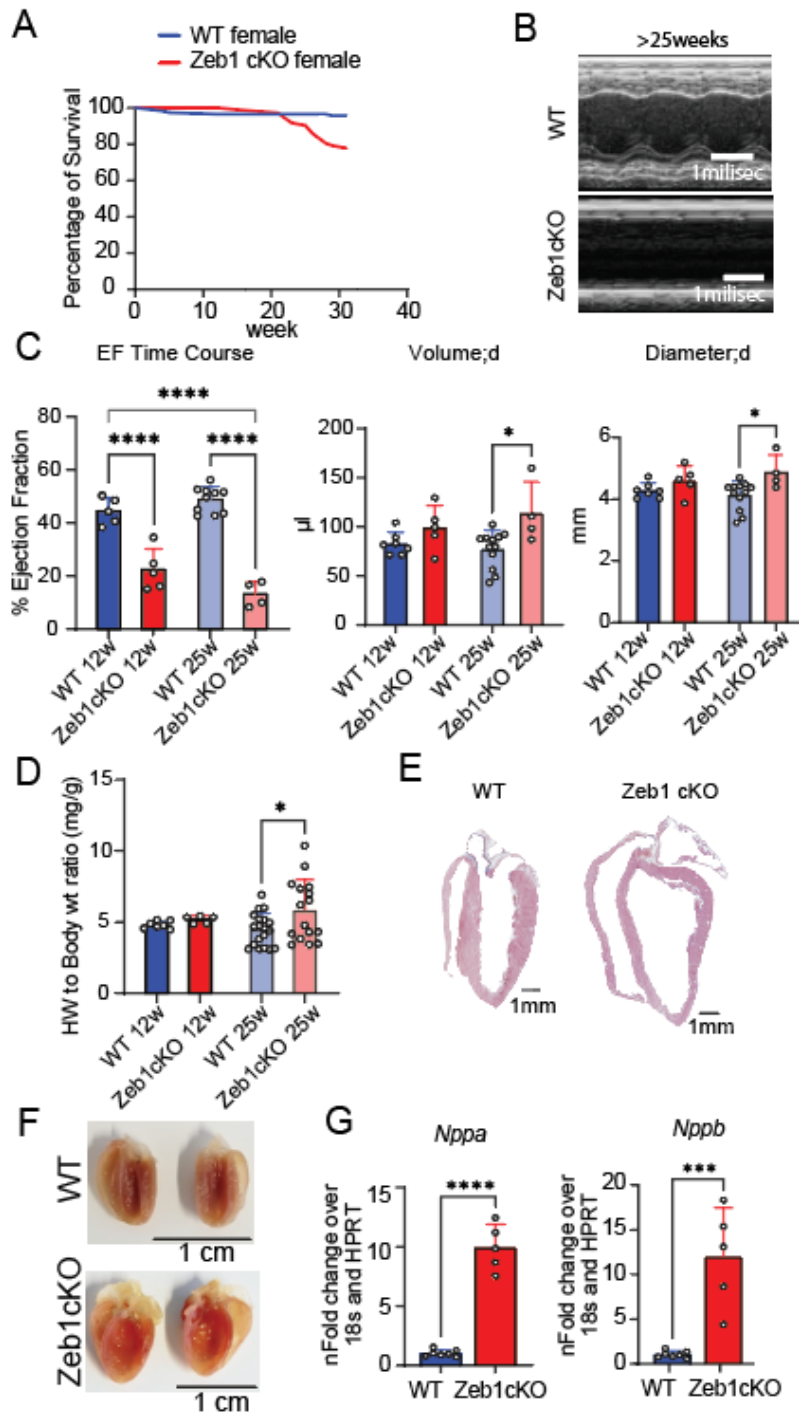 A
WT female
Zeb1 cKO female
Percentage of Survival
100
80
60
40
20
0
0 10 20 30 40
week
B
>25weeks
WT
1milisec
Zeb1cKO
1milisec
C
EF Time Course
% Ejection Fraction
80
60
40
20
0
****
**** ****
WT 12w
Zeb1cKO 12w
WT 25w
Zeb1cKO 25w
Volume;d
µl
200
150
100
50
0
*
WT 12w
Zeb1cKO 12w
WT 25w
Zeb1cKO 25w
Diameter;d
mm
6
4
2
0
*
WT 12w
Zeb1cKO 12w
WT 25w
Zeb1cKO 25w
D
HW to Body wt ratio (mg/g)
15
10
5
0
*
WT 12w
Zeb1cKO 12w
WT 25w
Zeb1cKO 25w
E
WT
Zeb1 cKO
1mm
1mm
F
WT
1 cm
Zeb1cKO
1 cm
G
Nppa
nFold change over
18s and HPRT
15
10
5
0
****
WT Zeb1cKO
Nppb
nFold change over
18s and HPRT
20
15
10
5
0
***
WT Zeb1cKO